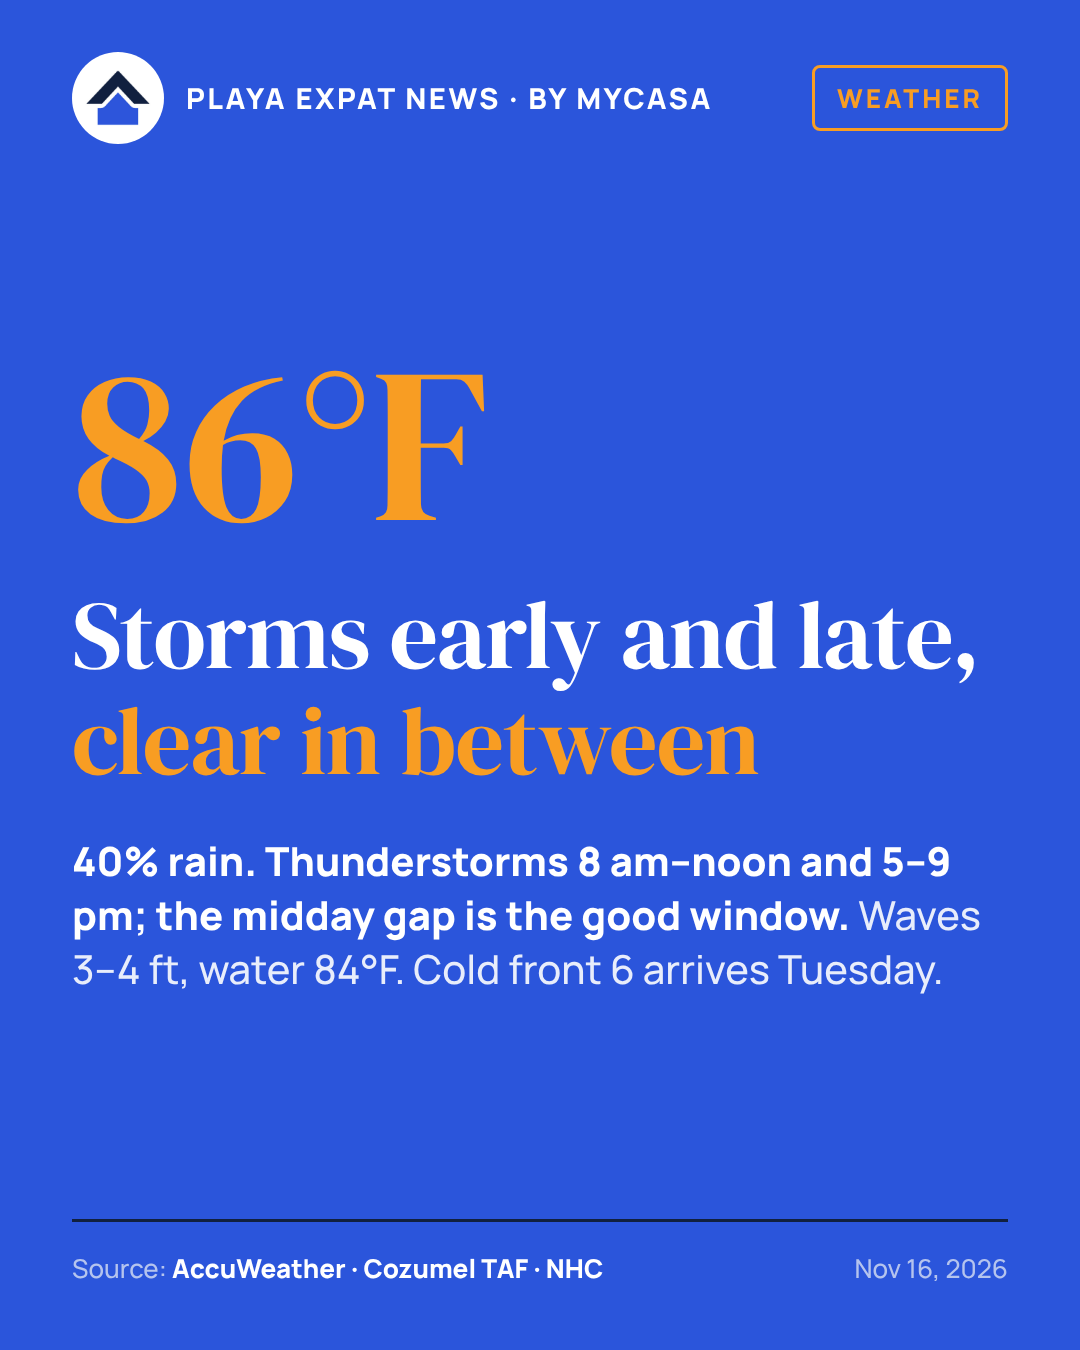 PLAYA EXPAT NEWS · BY MYCASA
WEATHER
86°F
Storms early and late,
clear in between
40% rain. Thunderstorms 8 am–noon and 5–9
pm; the midday gap is the good window. Waves
3–4 ft, water 84°F. Cold front 6 arrives Tuesday.
Source: AccuWeather · Cozumel TAF · NHC
Nov 16, 2026